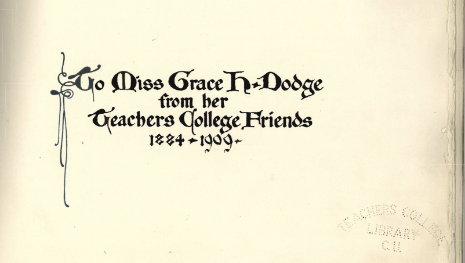 To Miss Grace H·Dodge
from her
Teachers College Friends
1884·1909·
TEACHERS COLLEGE
LIBRARY
C.U.